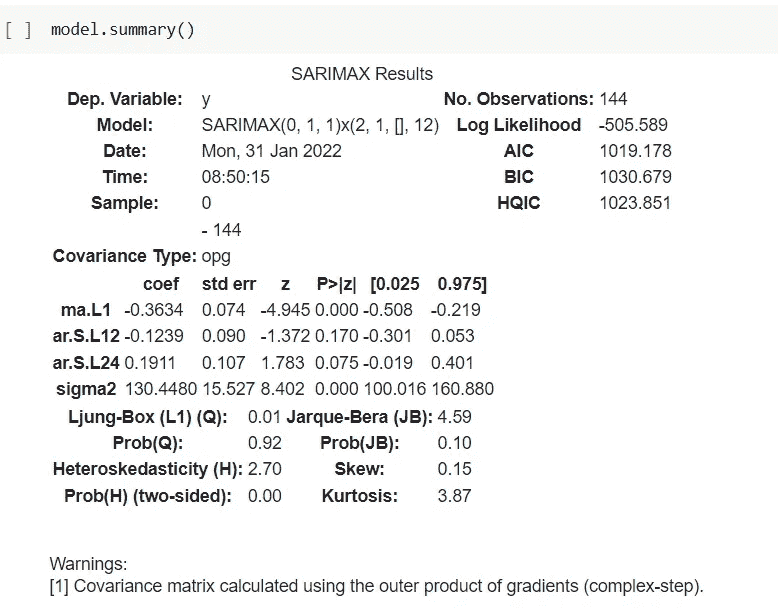 [ ] model.summary()
SARIMAX Results
Dep. Variable: y No. Observations: 144
Model: SARIMAX(0, 1, 1)x(2, 1, [], 12) Log Likelihood -505.589
Date: Mon, 31 Jan 2022 AIC 1019.178
Time: 08:50:15 BIC 1030.679
Sample: 0 HQIC 1023.851
- 144
Covariance Type: opg
coef std err z P>|z| [0.025 0.975]
ma.L1 -0.3634 0.074 -4.945 0.000 -0.508 -0.219
ar.S.L12 -0.1239 0.090 -1.372 0.170 -0.301 0.053
ar.S.L24 0.1911 0.107 1.783 0.075 -0.019 0.401
sigma2 130.4480 15.527 8.402 0.000 100.016 160.880
Ljung-Box (L1) (Q): 0.01 Jarque-Bera (JB): 4.59
Prob(Q): 0.92 Prob(JB): 0.10
Heteroskedasticity (H): 2.70 Skew: 0.15
Prob(H) (two-sided): 0.00 Kurtosis: 3.87
Warnings:
[1] Covariance matrix calculated using the outer product of gradients (complex-step).